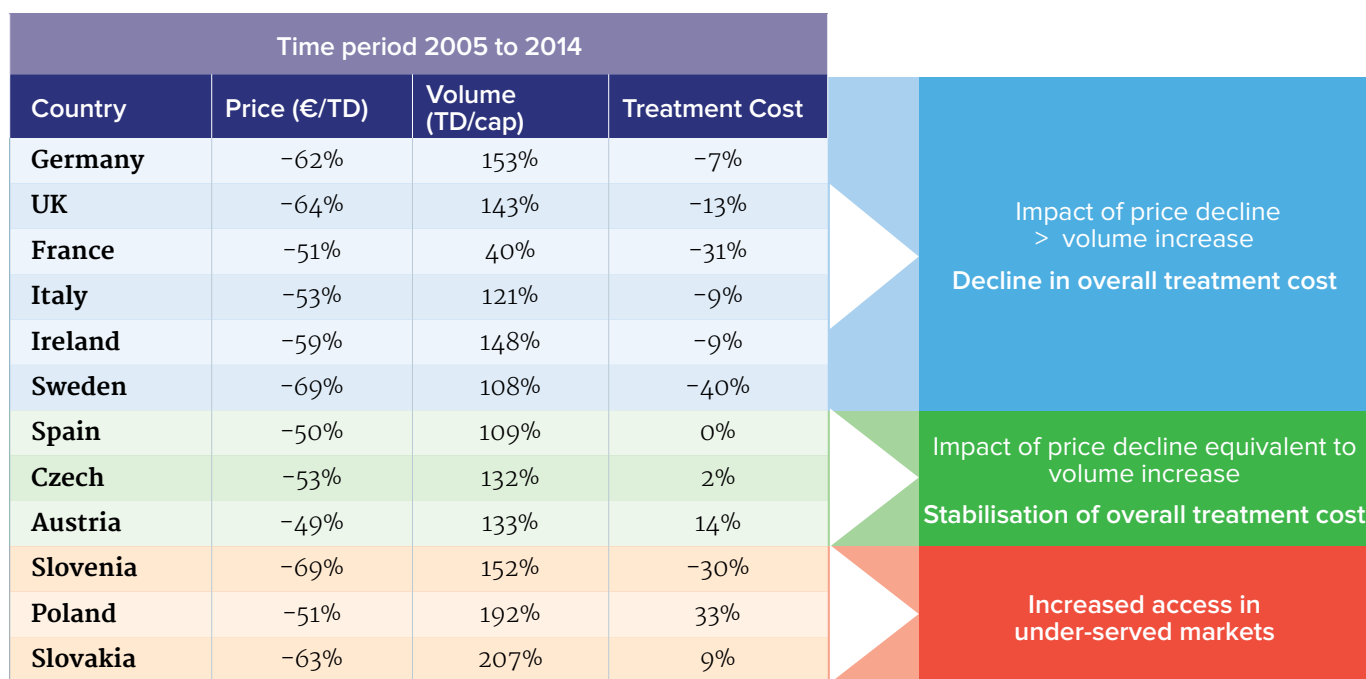 Time period 2005 to 2014
Country Price (€/TD) Volume (TD/cap) Treatment Cost
Germany -62% 153% -7%
UK -64% 143% -13%
France -51% 40% -31%
Italy -53% 121% -9%
Ireland -59% 148% -9%
Sweden -69% 108% -40%
Spain -50% 109% 0%
Czech -53% 132% 2%
Austria -49% 133% 14%
Slovenia -69% 152% -30%
Poland -51% 192% 33%
Slovakia -63% 207% 9%
Impact of price decline
> volume increase
Decline in overall treatment cost
Impact of price decline equivalent to
volume increase
Stabilisation of overall treatment cost
Increased access in
under-served markets